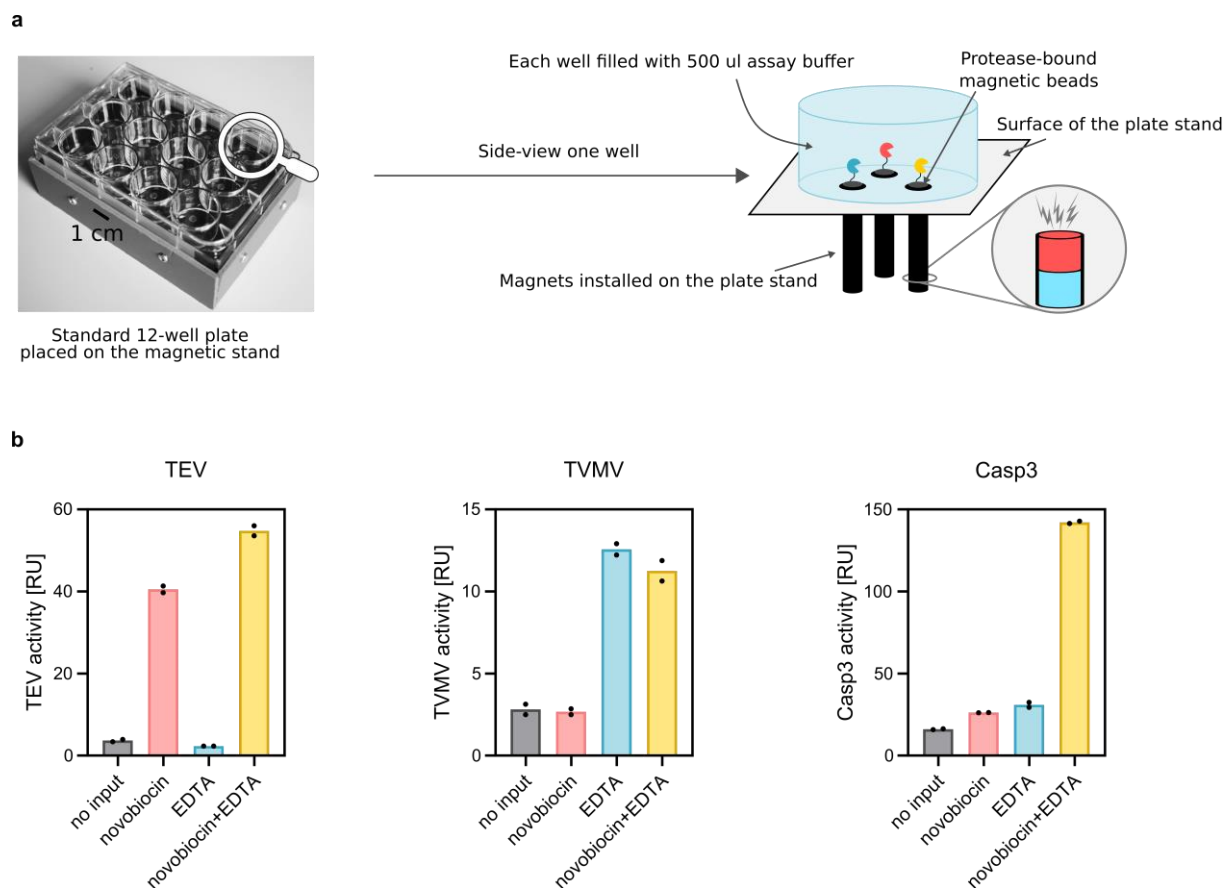 a
Each well filled with 500 ul assay buffer
Protease-bound
magnetic beads
Surface of the plate stand
Side-view one well
1 cm
Magnets installed on the plate stand
Standard 12-well plate
placed on the magnetic stand
b
TEV
TEV activity [RU]
60
40
20
0
no input
novobiocin
EDTA
novobiocin+EDTA
TVMV
TVMV activity [RU]
15
10
5
0
no input
novobiocin
EDTA
novobiocin+EDTA
Casp3
Casp3 activity [RU]
150
100
50
0
no input
novobiocin
EDTA
novobiocin+EDTA